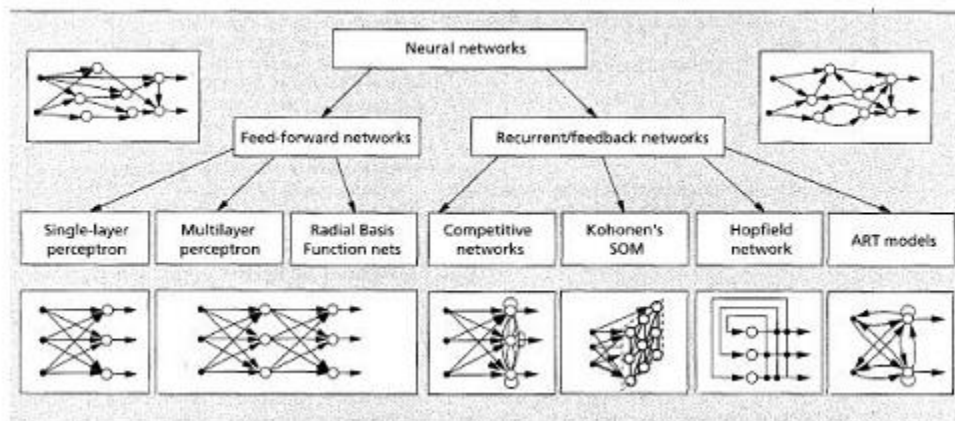 Neural networks
Feed-forward networks
Recurrent/feedback networks
Single-layer
perceptron
Multilayer
perceptron
Radial Basis
Function nets
Competitive
networks
Kohonen's
SOM
Hopfield
network
ART models